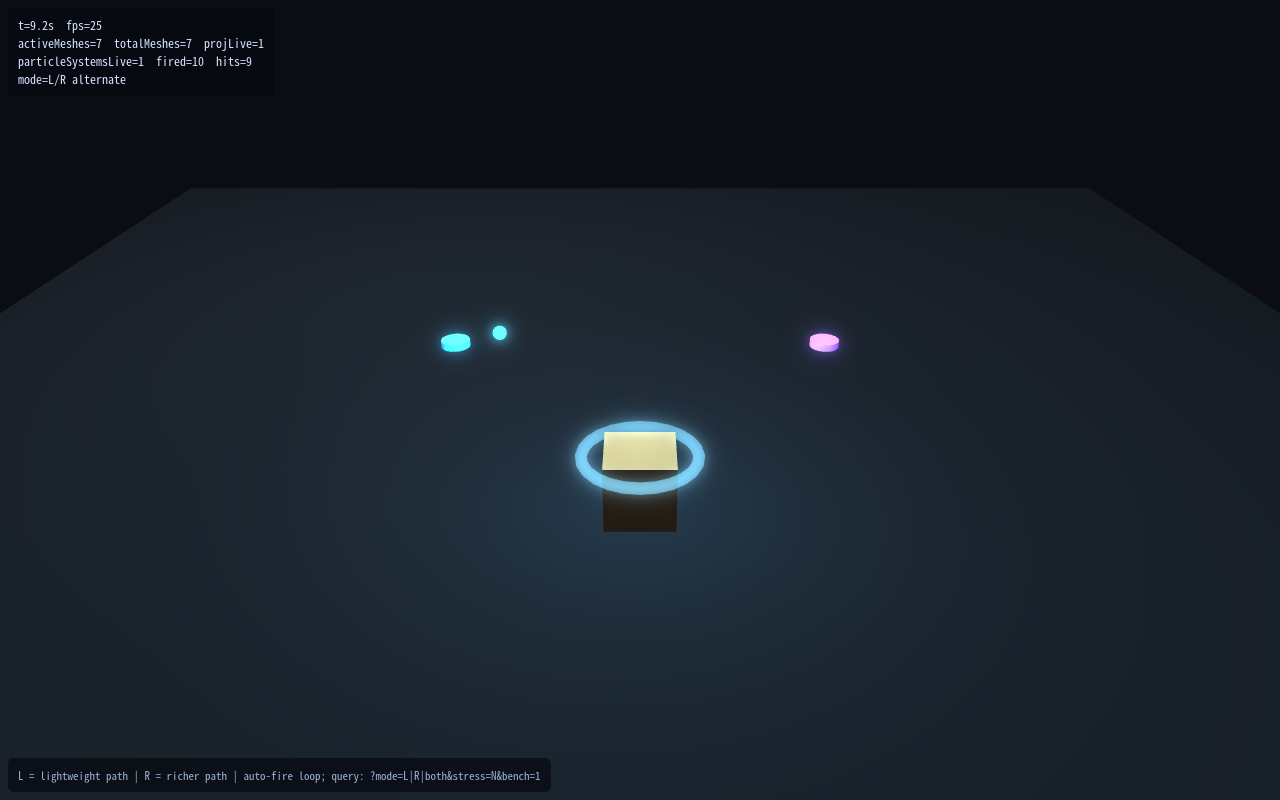 t=9.2s  fps=25
activeMeshes=7  totalMeshes=7  projLive=1
particleSystemsLive=1  fired=10  hits=9
mode=L/R alternate
L = lightweight path | R = richer path | auto-fire loop; query: ?mode=L|R|both&stress=N&bench=1